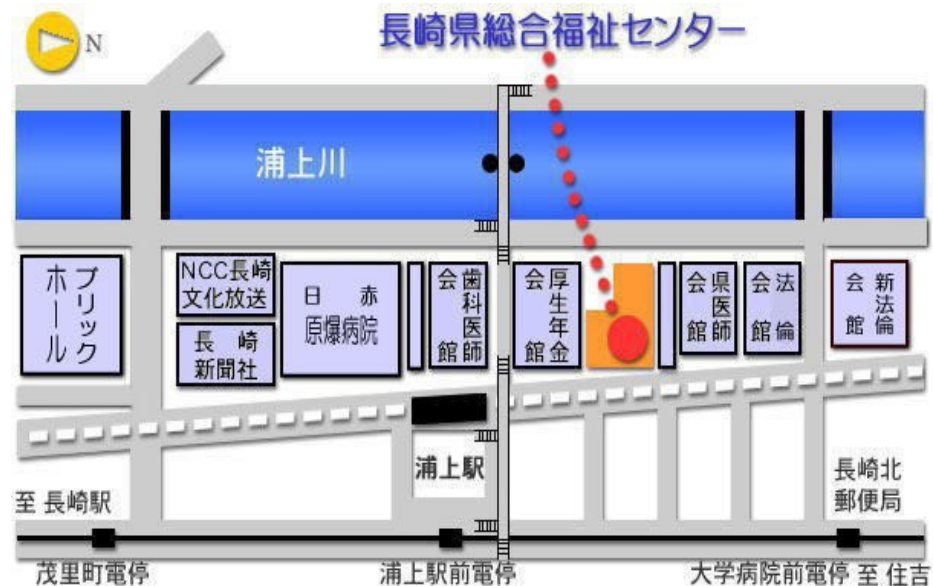 N
長崎県総合福祉センター
浦上川
ブリック
ホール
NCC長崎
文化放送
長崎
新聞社
日赤
原爆病院
歯科医師
会館
厚生年金
会館
県医師
会館
法倫
会館
新法倫
会館
浦上駅
長崎北
郵便局
至 長崎駅
茂里町電停
浦上駅前電停
大学病院前電停
至 住吉